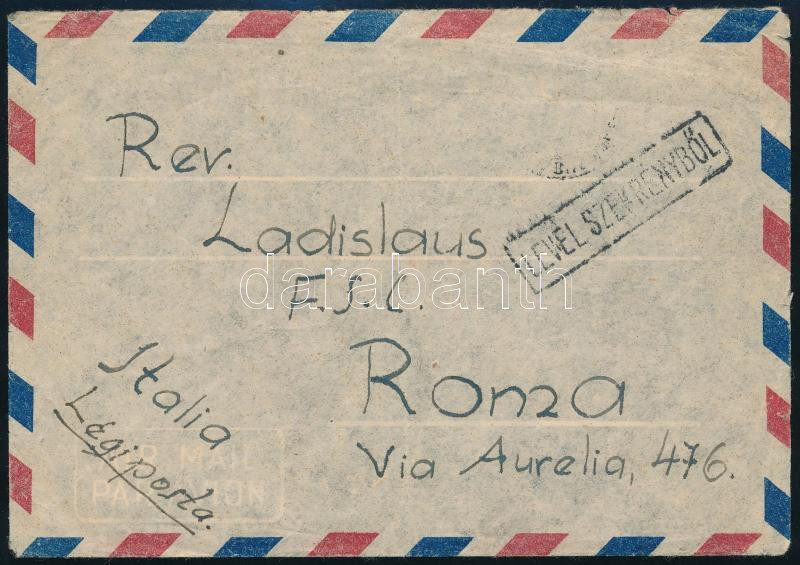 Rev.
Ladislaus
F.S.C.
Roma
Via Aurelia, 476.
Italia
Légiposta.
LEVÉL SZEKRÉNYBŐL
AIR MAIL
PAR AVION
darabanth